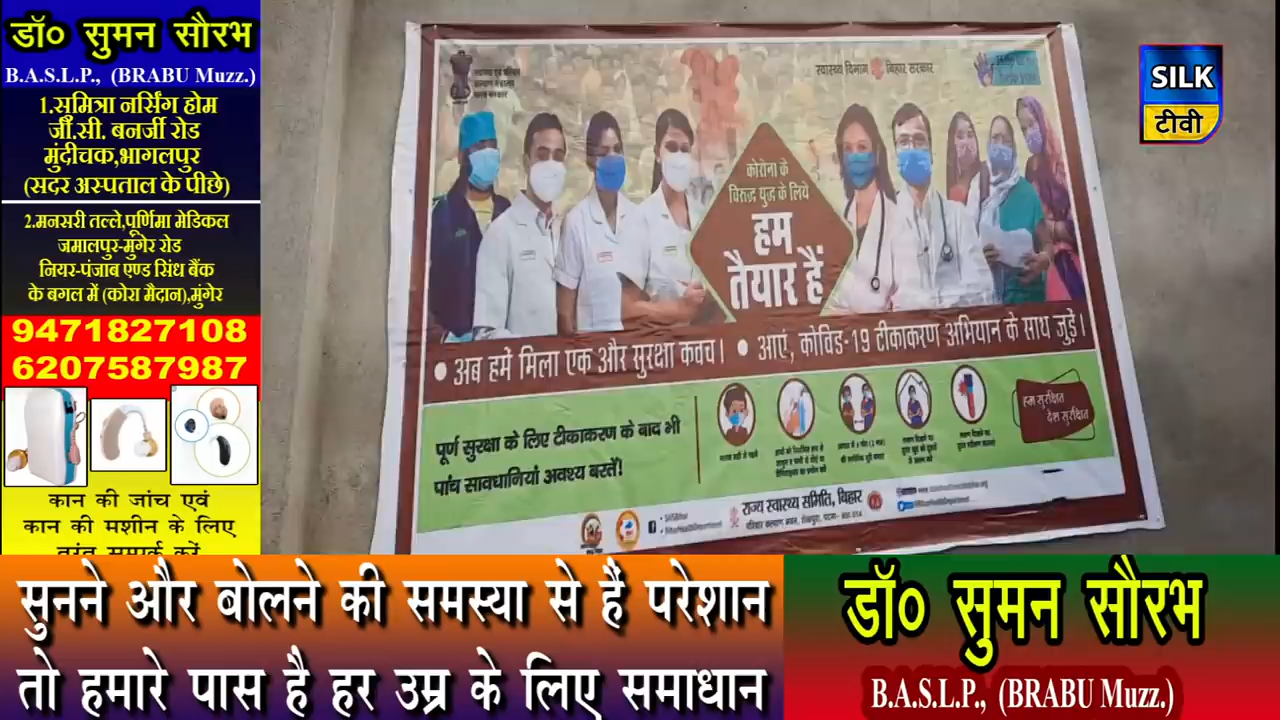 डॉ० सुमन सौरभ
B.A.S.L.P., (BRABU Muzz.)
1.सुमित्रा नर्सिंग होम
जी.सी. बनर्जी रोड
मुंदीचक,भागलपुर
(सदर अस्पताल के पीछे)
2.मनसरी तल्ले,पूर्णिमा मेडिकल
जमालपुर-मुंगेर रोड
नियर-पंजाब एण्ड सिंध बैंक
के बगल में (कोरा मैदान),मुंगेर
9471827108
6207587987
कान की जांच एवं
कान की मशीन के लिए
तुरंत सम्पर्क करें
स्वास्थ्य विभाग बिहार सरकार
SILK
टीवी
कोरोना के
विरुद्ध युद्ध के लिये
हम
तैयार हैं
• अब हमें मिला एक और सुरक्षा कवच। • आएं, कोविड-19 टीकाकरण अभियान के साथ जुड़ें।
पूर्ण सुरक्षा के लिए टीकाकरण के बाद भी
पांच सावधानियां अवश्य बरतें!
हम सुरक्षित
देश सुरक्षित
राज्य स्वास्थ्य समिति, बिहार
सुनने और बोलने की समस्या से हैं परेशान
तो हमारे पास है हर उम्र के लिए समाधान
डॉ० सुमन सौरभ
B.A.S.L.P., (BRABU Muzz.)